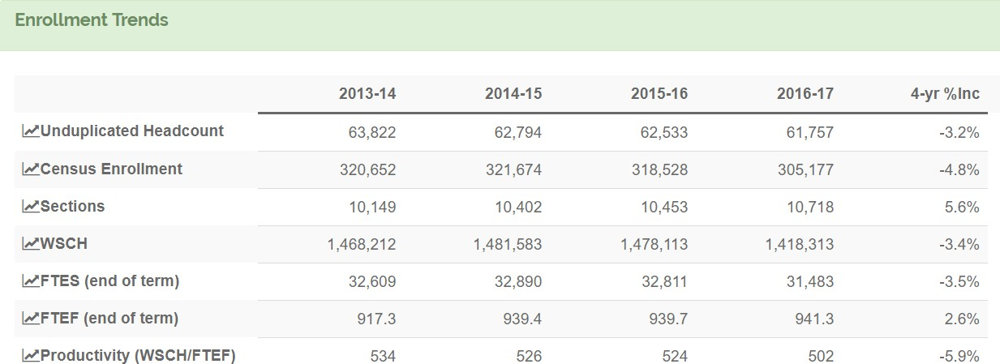 Enrollment Trends
2013-14 2014-15 2015-16 2016-17 4-yr %Inc
Unduplicated Headcount 63,822 62,794 62,533 61,757 -3.2%
Census Enrollment 320,652 321,674 318,528 305,177 -4.8%
Sections 10,149 10,402 10,453 10,718 5.6%
WSCH 1,468,212 1,481,583 1,478,113 1,418,313 -3.4%
FTES (end of term) 32,609 32,890 32,811 31,483 -3.5%
FTEF (end of term) 917.3 939.4 939.7 941.3 2.6%
Productivity (WSCH/FTEF) 534 526 524 502 -5.9%